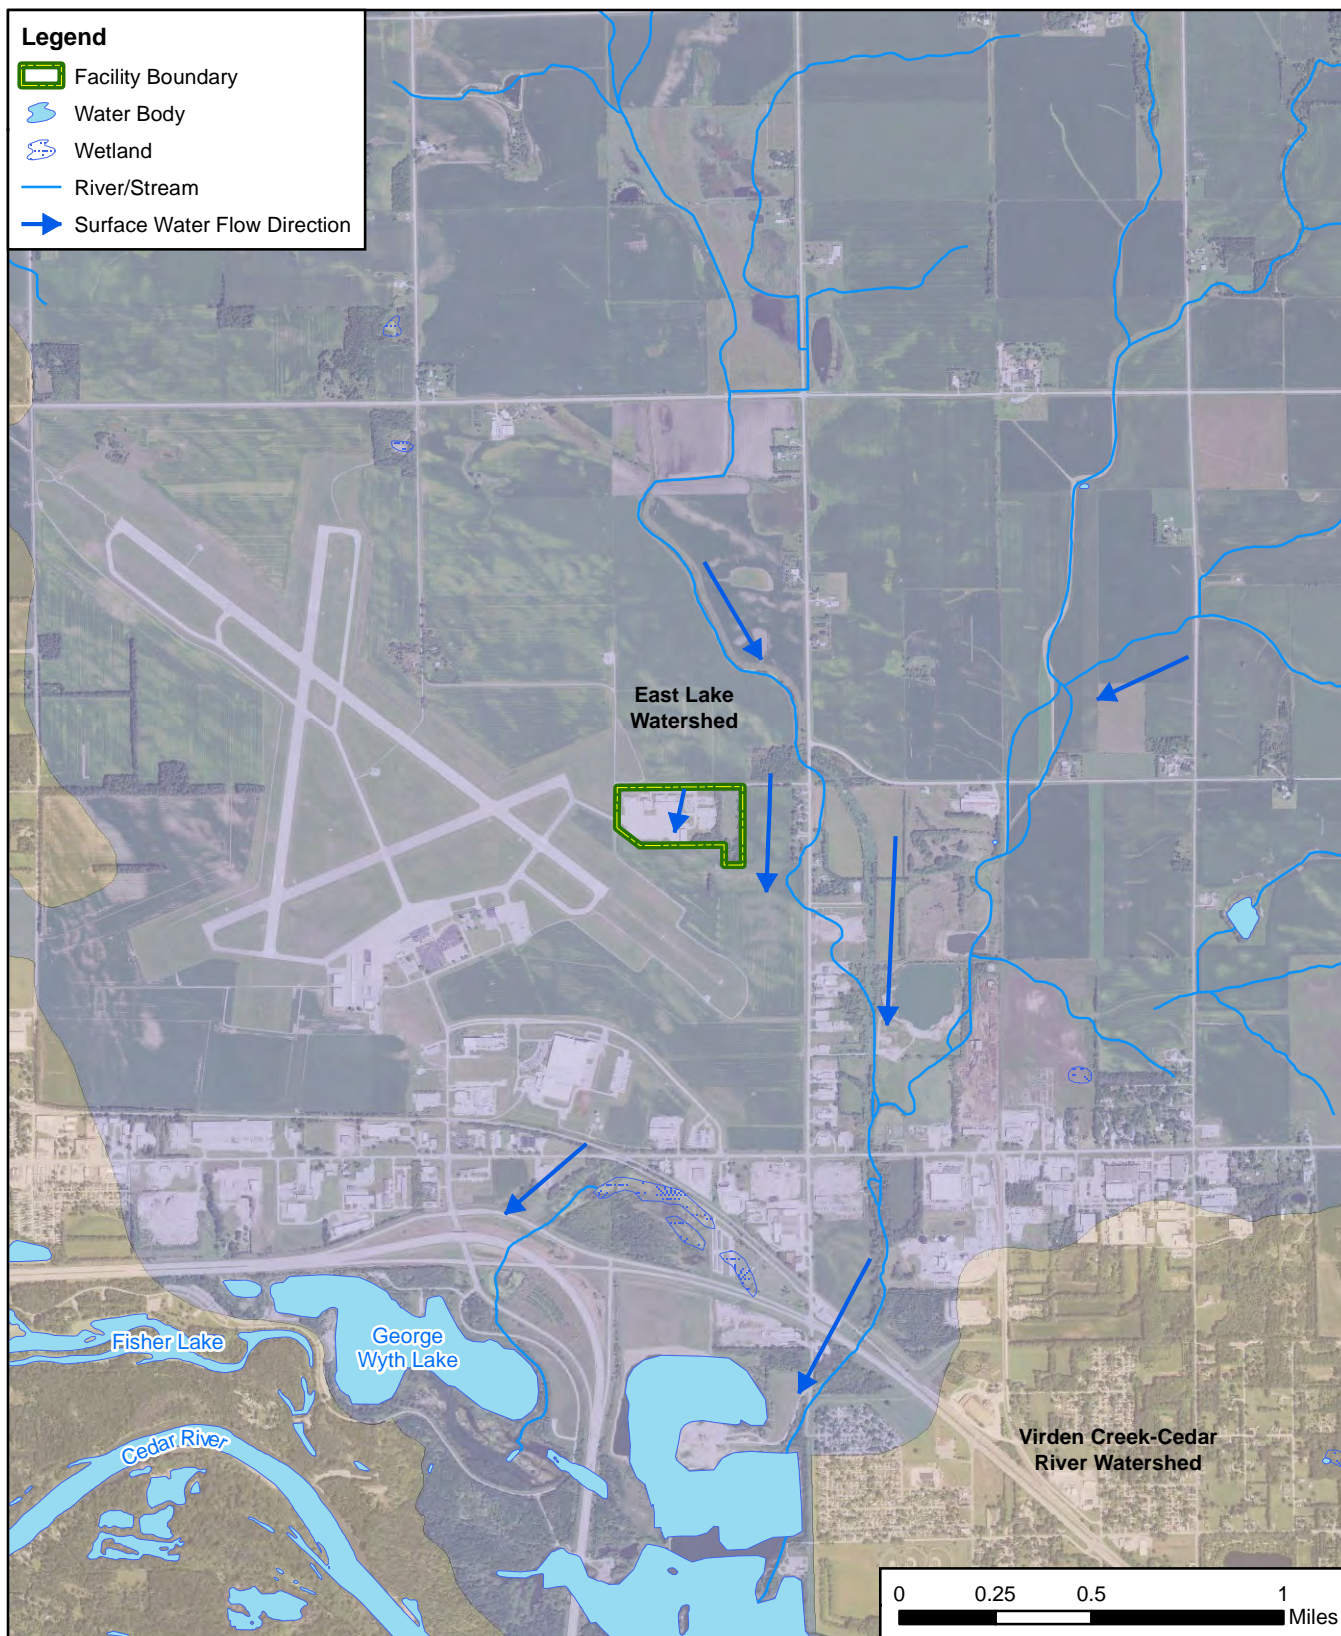 Legend
Facility Boundary
Water Body
Wetland
River/Stream
Surface Water Flow Direction
East Lake
Watershed
Fisher Lake
George
Wyth Lake
Cedar River
Virden Creek-Cedar
River Watershed
0 0.25 0.5 1
Miles